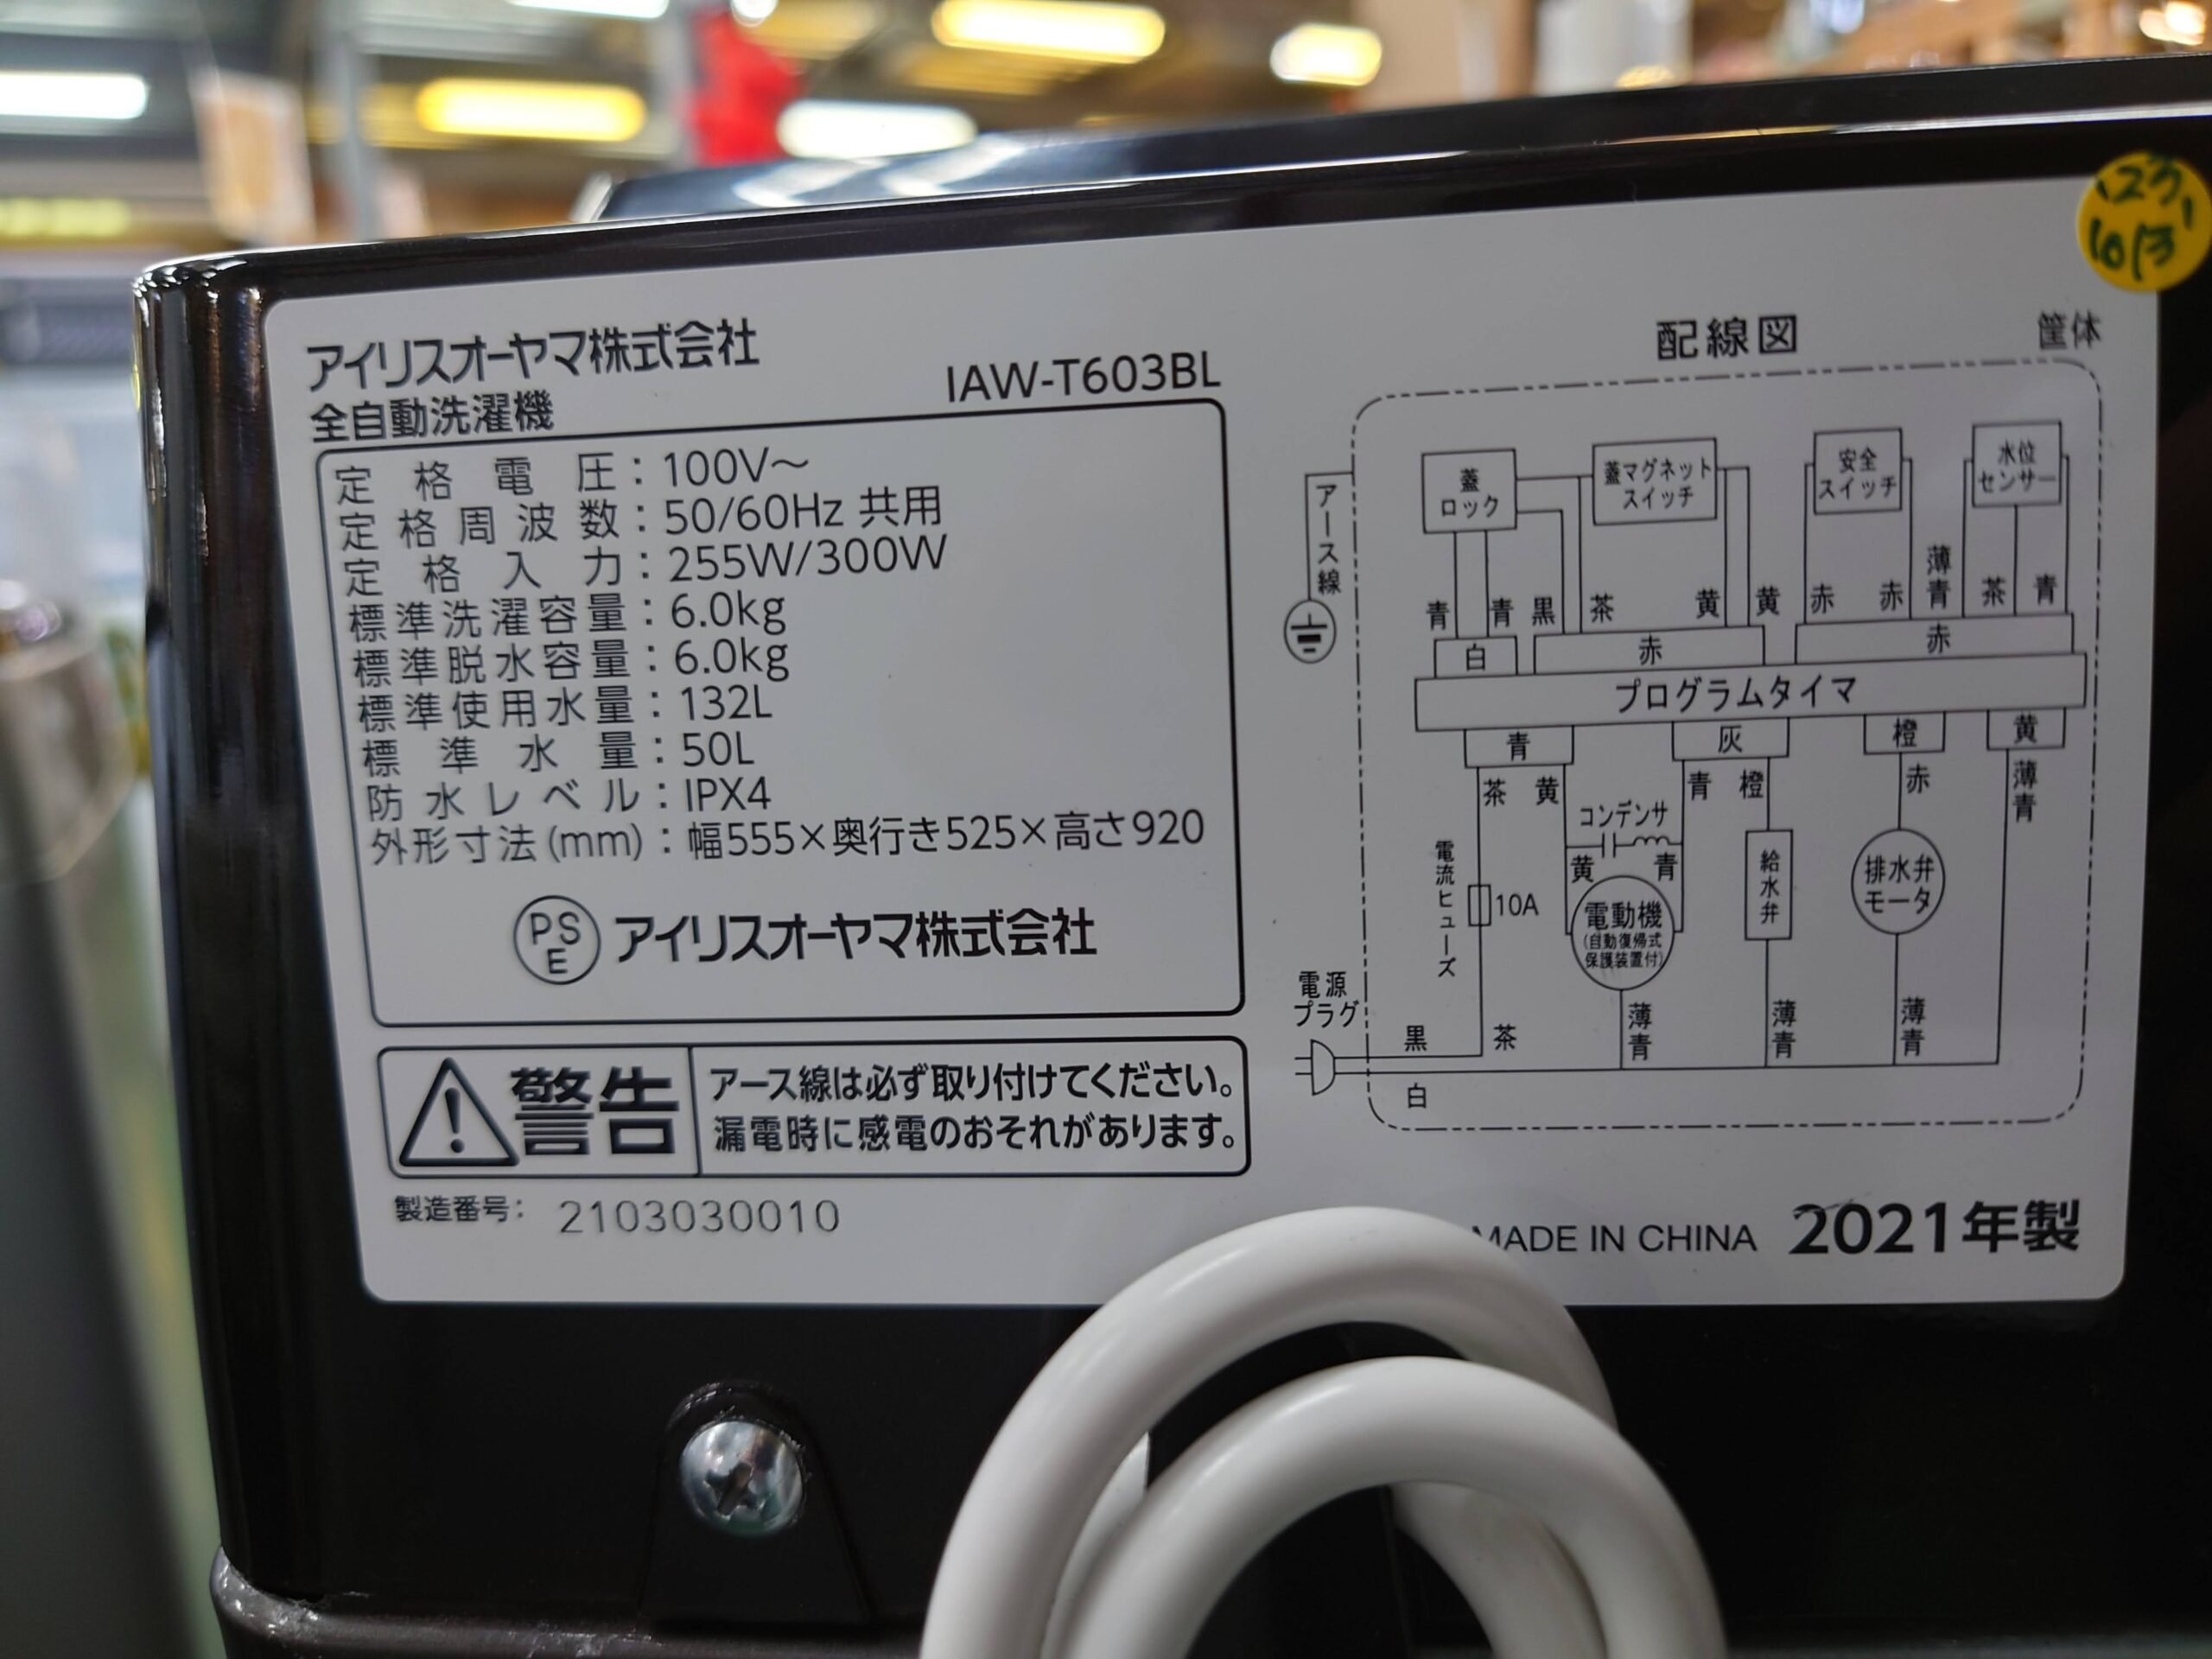 アイリスオーヤマ株式会社
全自動洗濯機
IAW-T603BL
定格電圧：100V～
定格周波数：50/60Hz 共用
定格入力：255W/300W
標準洗濯容量：6.0kg
標準脱水容量：6.0kg
標準使用水量：132L
標準水量：50L
防水レベル：IPX4
外形寸法(mm)：幅555×奥行き525×高さ920
PS
E
アイリスオーヤマ株式会社
警告
アース線は必ず取り付けてください。
漏電時に感電のおそれがあります。
製造番号： 2103030010
配線図
筐体
アース線
蓋
ロック
蓋マグネット
スイッチ
安全
スイッチ
水位
センサー
青 青 黒 茶 黄 黄 赤 赤 薄青 茶 青
白 赤 赤
プログラムタイマ
青 灰 橙 黄
茶 黄 青 橙 赤 薄青
コンデンサ
黄 青
電流ヒューズ
10A
電動機
(自動復帰式
保護装置付)
給水弁
排水弁
モータ
薄青 薄青 薄青
電源
プラグ
黒 茶
白
MADE IN CHINA 2021年製
10/3